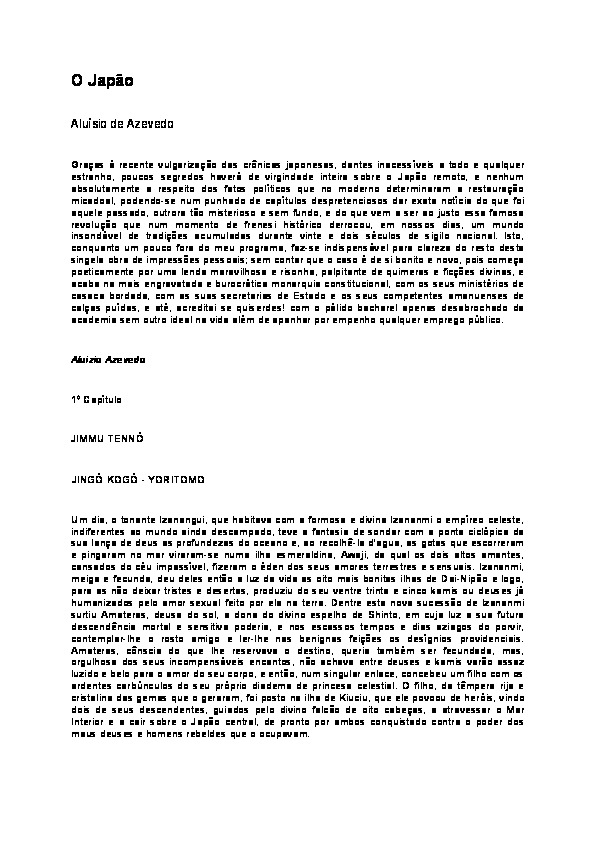 O Japão
Aluísio de Azevedo
Graças à recente vulgarização das crônicas japonesas, dantes inacessíveis a todo e qualquer
estranho, poucos segredos haverá de virgindade inteira sobre o Japão remoto, e nenhum
absolutamente a respeito dos fatos políticos que no moderno determinaram a restauração
micadoal, podendo-se num punhado de capítulos despretenciosos dar exata notícia do que foi
aquele passado, outrora tão misterioso e sem fundo, e do que vem a ser ao justo essa famosa
revolução que num momento de frenesi histórico derrocou, em nossos dias, um mundo
insondável de tradições acumuladas durante vinte e dois séculos de sigilo nacional. Isto,
conquanto um pouco fora do meu programa, faz-se indispensável para clareza do resto desta
singela obra de impressões pessoais; sem contar que o caso é de si bonito e novo, pois começa
poeticamente por uma lenda maravilhosa e risonha, palpitante de quimeras e ficções divinas, e
acaba na mais engravatada e burocrática monarquia constitucional, com os seus ministérios de
casaca bordada, com as suas secretarias de Estado e os seus competentes amanuenses de
calças puídas, e até, acreditai se quiserdes! com o pálido bacharel apenas desabrochado da
academia sem outro ideal na vida além de apanhar por empenho qualquer emprego público.
Aluizio Azevedo
1º Capítulo
JIMMU TENNÔ
JINGÔ KOGÔ - YORITOMO
Um dia, o tonante Izanangui, que habitava com a formosa e divina Izananmi o empíreo celeste,
indiferentes ao mundo ainda descampado, teve a fantasia de sondar com a ponta ciclópica da
sua lança de deus as profundezas do oceano e, ao recolhê-la d'água, as gotas que escorreram
e pingaram no mar viraram-se numa ilha esmeraldina, Awaji, da qual os dois altos amantes,
cansados do céu impassível, fizeram o éden dos seus amores terrestres e sensuais. Izananmi,
meiga e fecunda, deu deles então à luz da vida as oito mais bonitas ilhas de Dai-Nipão e logo,
para as não deixar tristes e desertas, produziu do seu ventre trinta e cinco kamis ou deuses já
humanizados pelo amor sexual feito por ela na terra. Dentre esta nova sucessão de Izananmi
surtiu Amateras, deusa do sol, a dona do divino espelho de Shinto, em cuja luz a sua futura
descendência mortal e sensitiva poderia, e nos escassos tempos e dias aziagos do porvir,
contemplar-lhe o rosto amigo e ler-lhe nas benignas feições os desígnios providenciais.
Amateras, cônscia do que lhe reservava o destino, queria também ser fecundada, mas,
orgulhosa dos seus incompensáveis encantos, não achava entre deuses e kamis varão assaz
luzido e belo para o amor do seu corpo, e então, num singular enlace, concebeu um filho com os
ardentes carbúnculos do seu próprio diadema de princesa celestial. O filho, da têmpera rija e
cristalina das gemas que o geraram, foi posto na ilha de Kiuciu, que ele povoou de heróis, vindo
dois de seus descendentes, guiados pelo divino falcão de oito cabeças, a atravessar o Mar
Interior e a cair sobre o Japão central, de pronto por ambos conquistado contra o poder dos
maus deuses e homens rebeldes que o ocupavam.